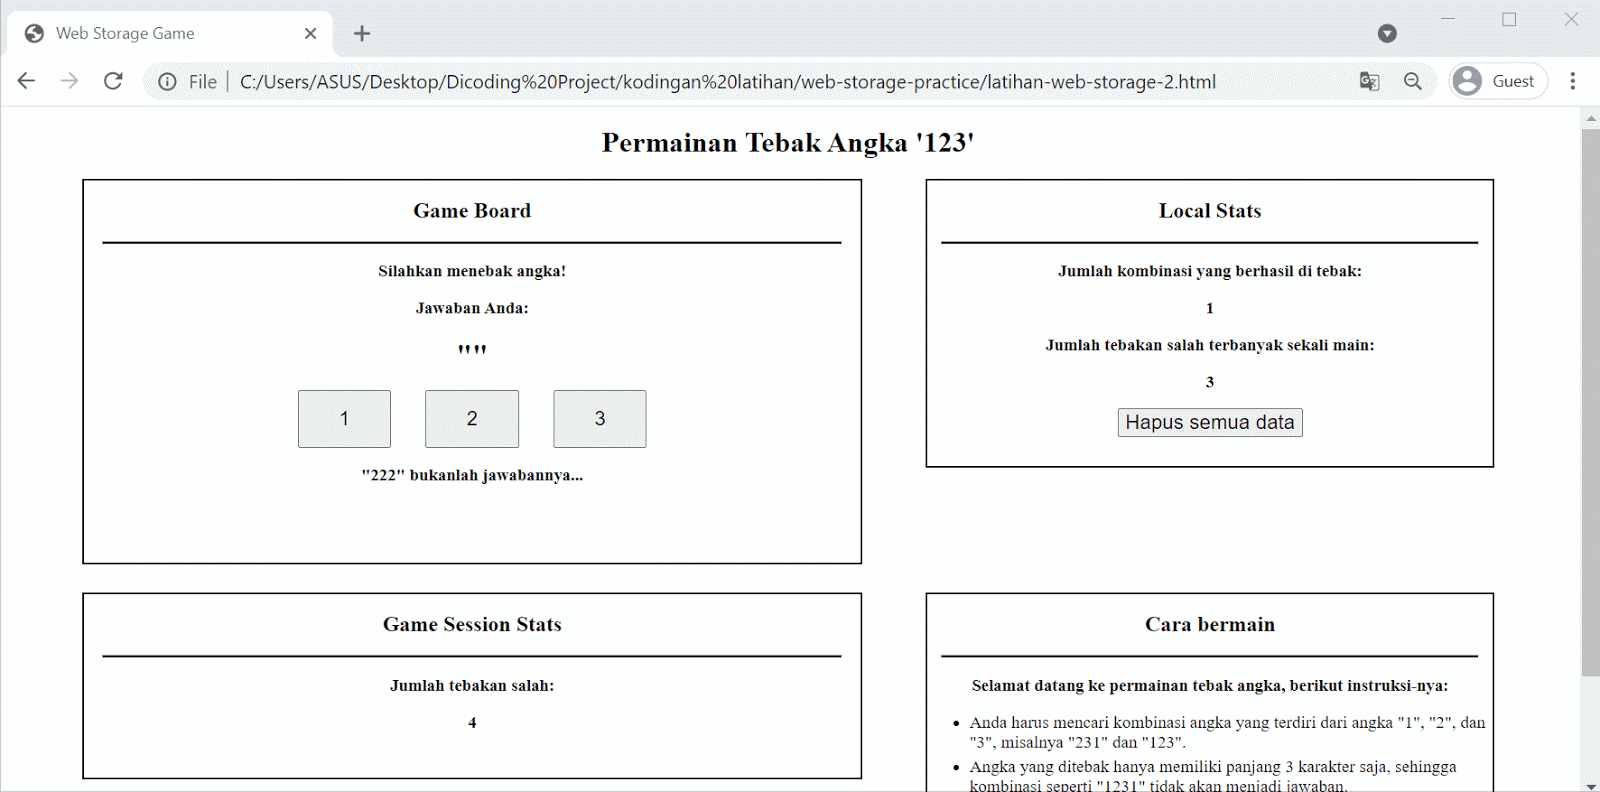 Web Storage Game
File | C:/Users/ASUS/Desktop/Dicoding%20Project/kodingan%20latihan/web-storage-practice/latihan-web-storage-2.html
Guest
Permainan Tebak Angka '123'
Game Board
Silahkan menebak angka!
Jawaban Anda:
""
1 2 3
"222" bukanlah jawabannya...
Local Stats
Jumlah kombinasi yang berhasil di tebak:
1
Jumlah tebakan salah terbanyak sekali main:
3
Hapus semua data
Game Session Stats
Jumlah tebakan salah:
4
Cara bermain
Selamat datang ke permainan tebak angka, berikut instruksi-nya:
• Anda harus mencari kombinasi angka yang terdiri dari angka "1", "2", dan
"3", misalnya "231" dan "123".
• Angka yang ditebak hanya memiliki panjang 3 karakter saja, sehingga
kombinasi seperti "1231" tidak akan menjadi jawaban.